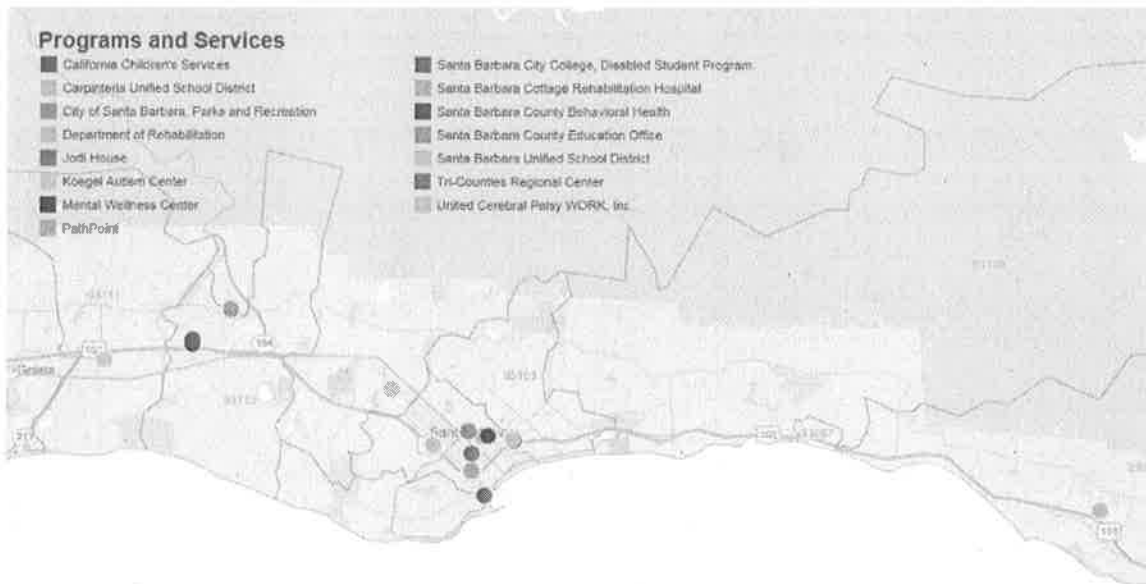 Programs and Services
California Children's Services
Carpinteria Unified School District
City of Santa Barbara, Parks and Recreation
Department of Rehabilitation
Jodi House
Koegel Autism Center
Mental Wellness Center
PathPoint
Santa Barbara City College, Disabled Student Program
Santa Barbara Cottage Rehabilitation Hospital
Santa Barbara County Behavioral Health
Santa Barbara County Education Office
Santa Barbara Unified School District
Tri-Counties Regional Center
United Cerebral Palsy WORK, Inc.
154
101
Goleta
93103
217
101
101